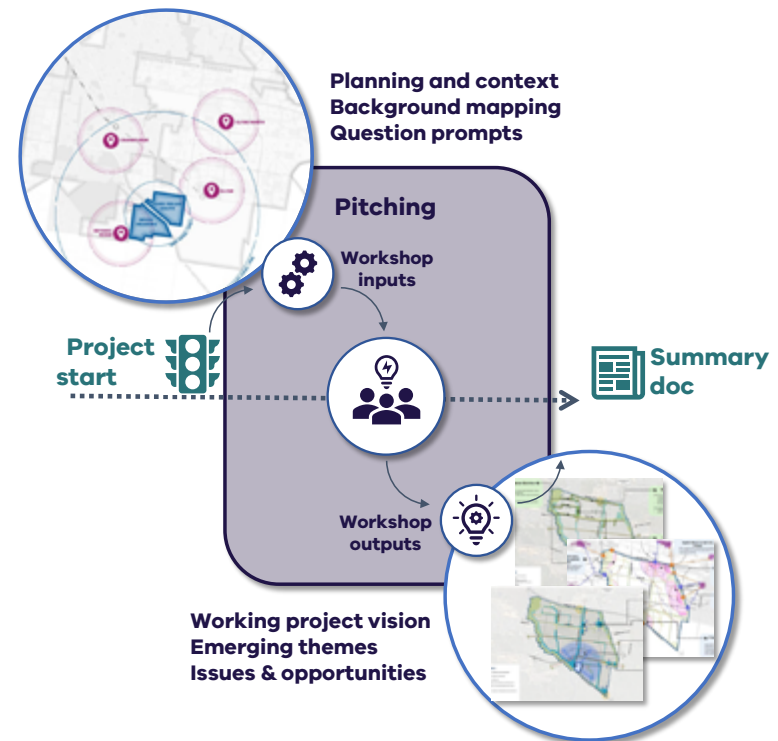 Planning and context
Background mapping
Question prompts
Pitching
Workshop
inputs
Project
start
Summary
doc
Workshop
outputs
Working project vision
Emerging themes
Issues & opportunities